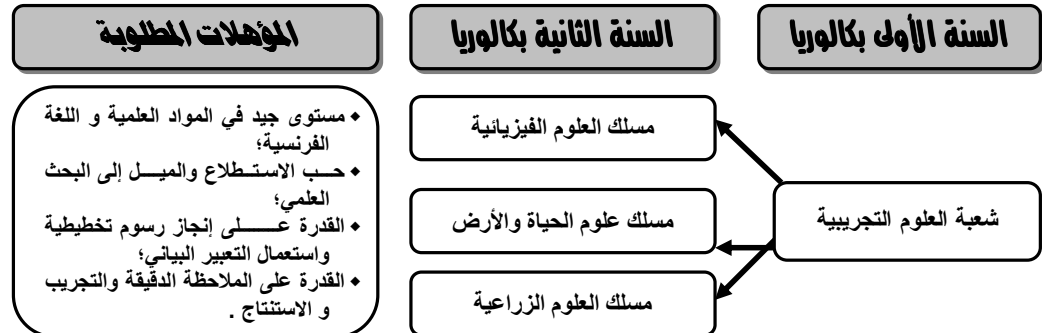 السنة الأولى بكالوريا
السنة الثانية بكالوريا
المؤهلات المطلوبة
شعبة العلوم التجريبية
مسلك العلوم الفيزيائية
مسلك علوم الحياة والأرض
مسلك العلوم الزراعية
♦ مستوى جيد في المواد العلمية و اللغة
الفرنسية؛
♦ حب الاستطلاع والميل إلى البحث
العلمي؛
♦ القدرة على إنجاز رسوم تخطيطية
واستعمال التعبير البياني؛
♦ القدرة على الملاحظة الدقيقة والتجريب
و الاستنتاج .